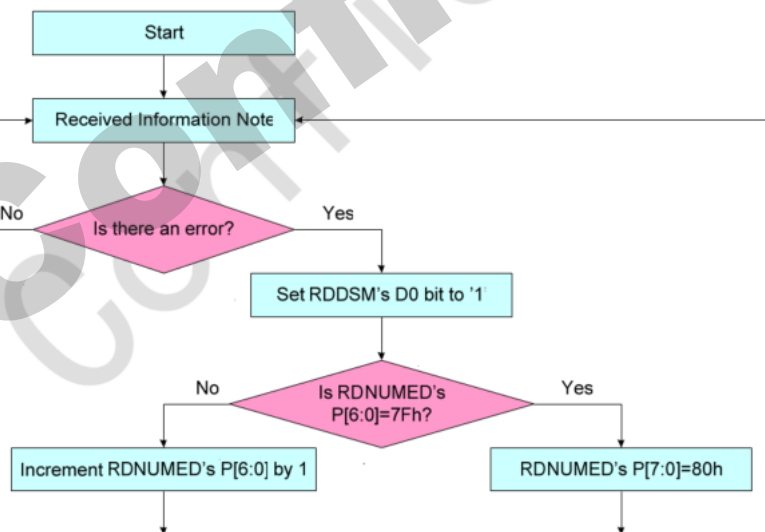 Start
Received Information Note
No
Is there an error?
Yes
Set RDDSM's D0 bit to '1'
No
Is RDNUMED's
P[6:0]=7Fh?
Yes
Increment RDNUMED's P[6:0] by 1
RDNUMED's P[7:0]=80h